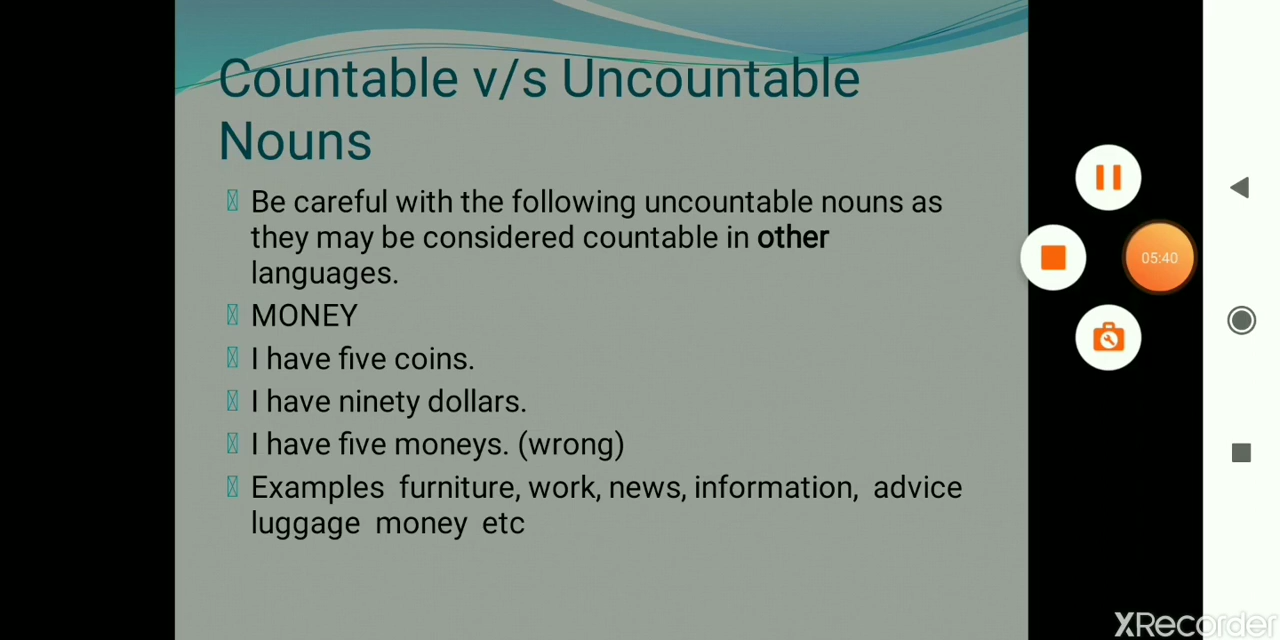 Countable v/s Uncountable
Nouns
Be careful with the following uncountable nouns as
they may be considered countable in other
languages.
MONEY
I have five coins.
I have ninety dollars.
I have five moneys. (wrong)
Examples  furniture, work, news, information,  advice
luggage  money  etc
05:40
XRecorder